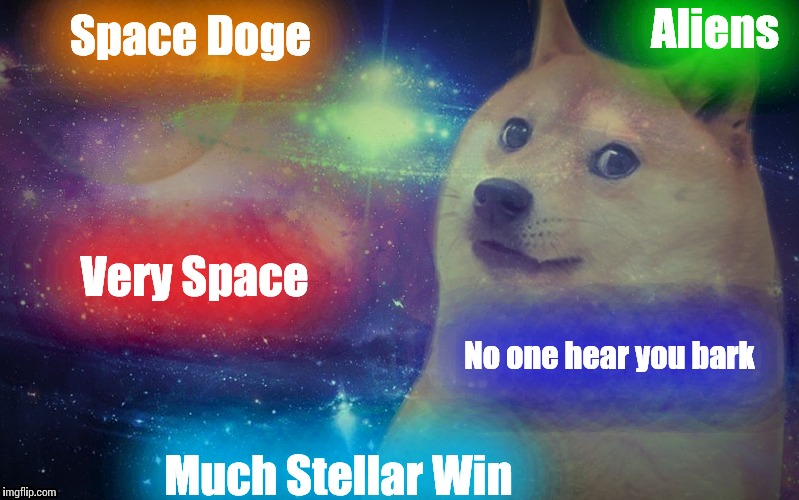 Space Doge
Aliens
Very Space
No one hear you bark
Much Stellar Win
imgflip.com